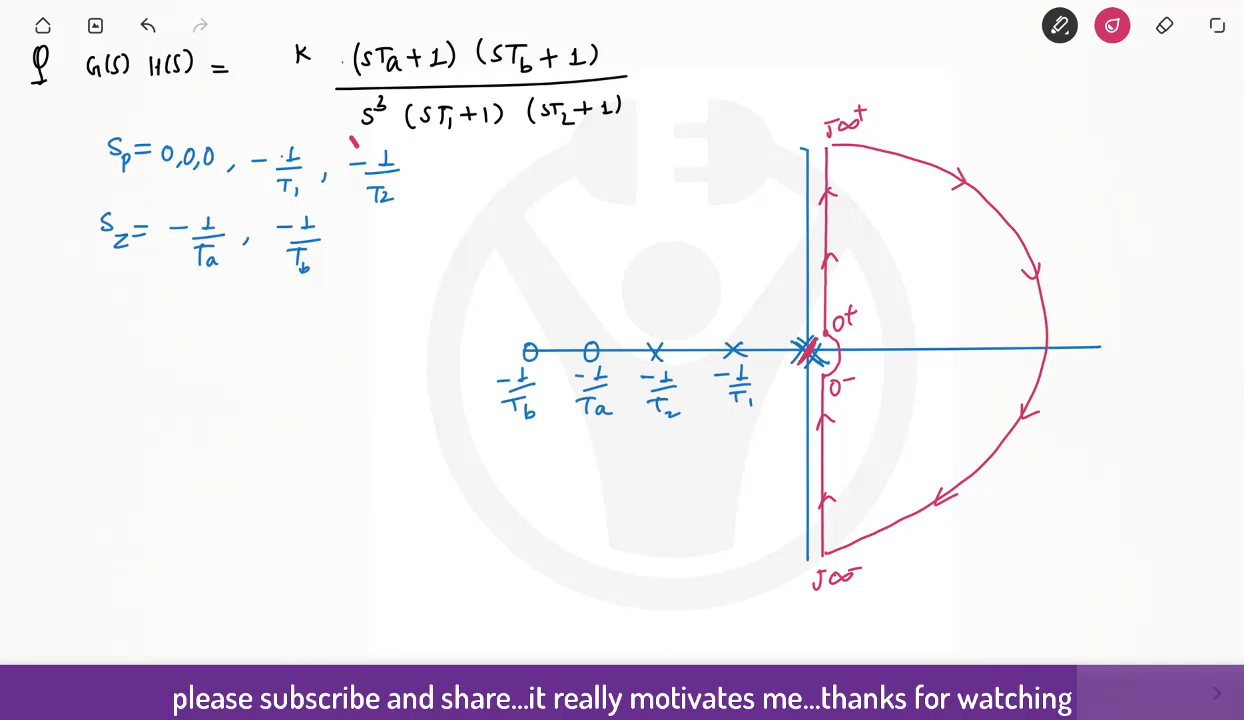 Q G(S) H(S) = K . (STa + 1) (STb + 1)
S³ (ST1 + 1) (ST2 + 1)
Sp = 0,0,0 , - 1/T1 , - 1/T2
Sz = - 1/Ta , - 1/Tb
J∞+
0+
0-
-1/Tb -1/Ta -1/T2 -1/T1
J∞-
please subscribe and share...it really motivates me...thanks for watching